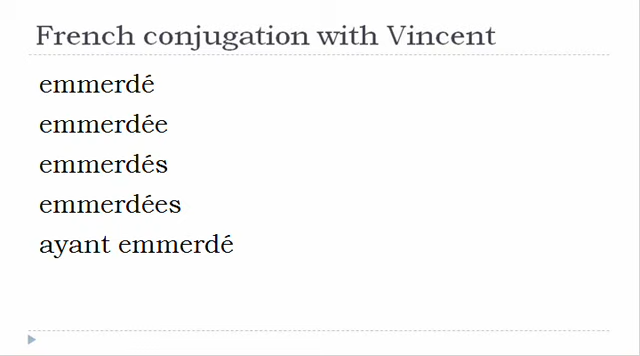 French conjugation with Vincent
emmerdé
emmerdée
emmerdés
emmerdées
ayant emmerdé